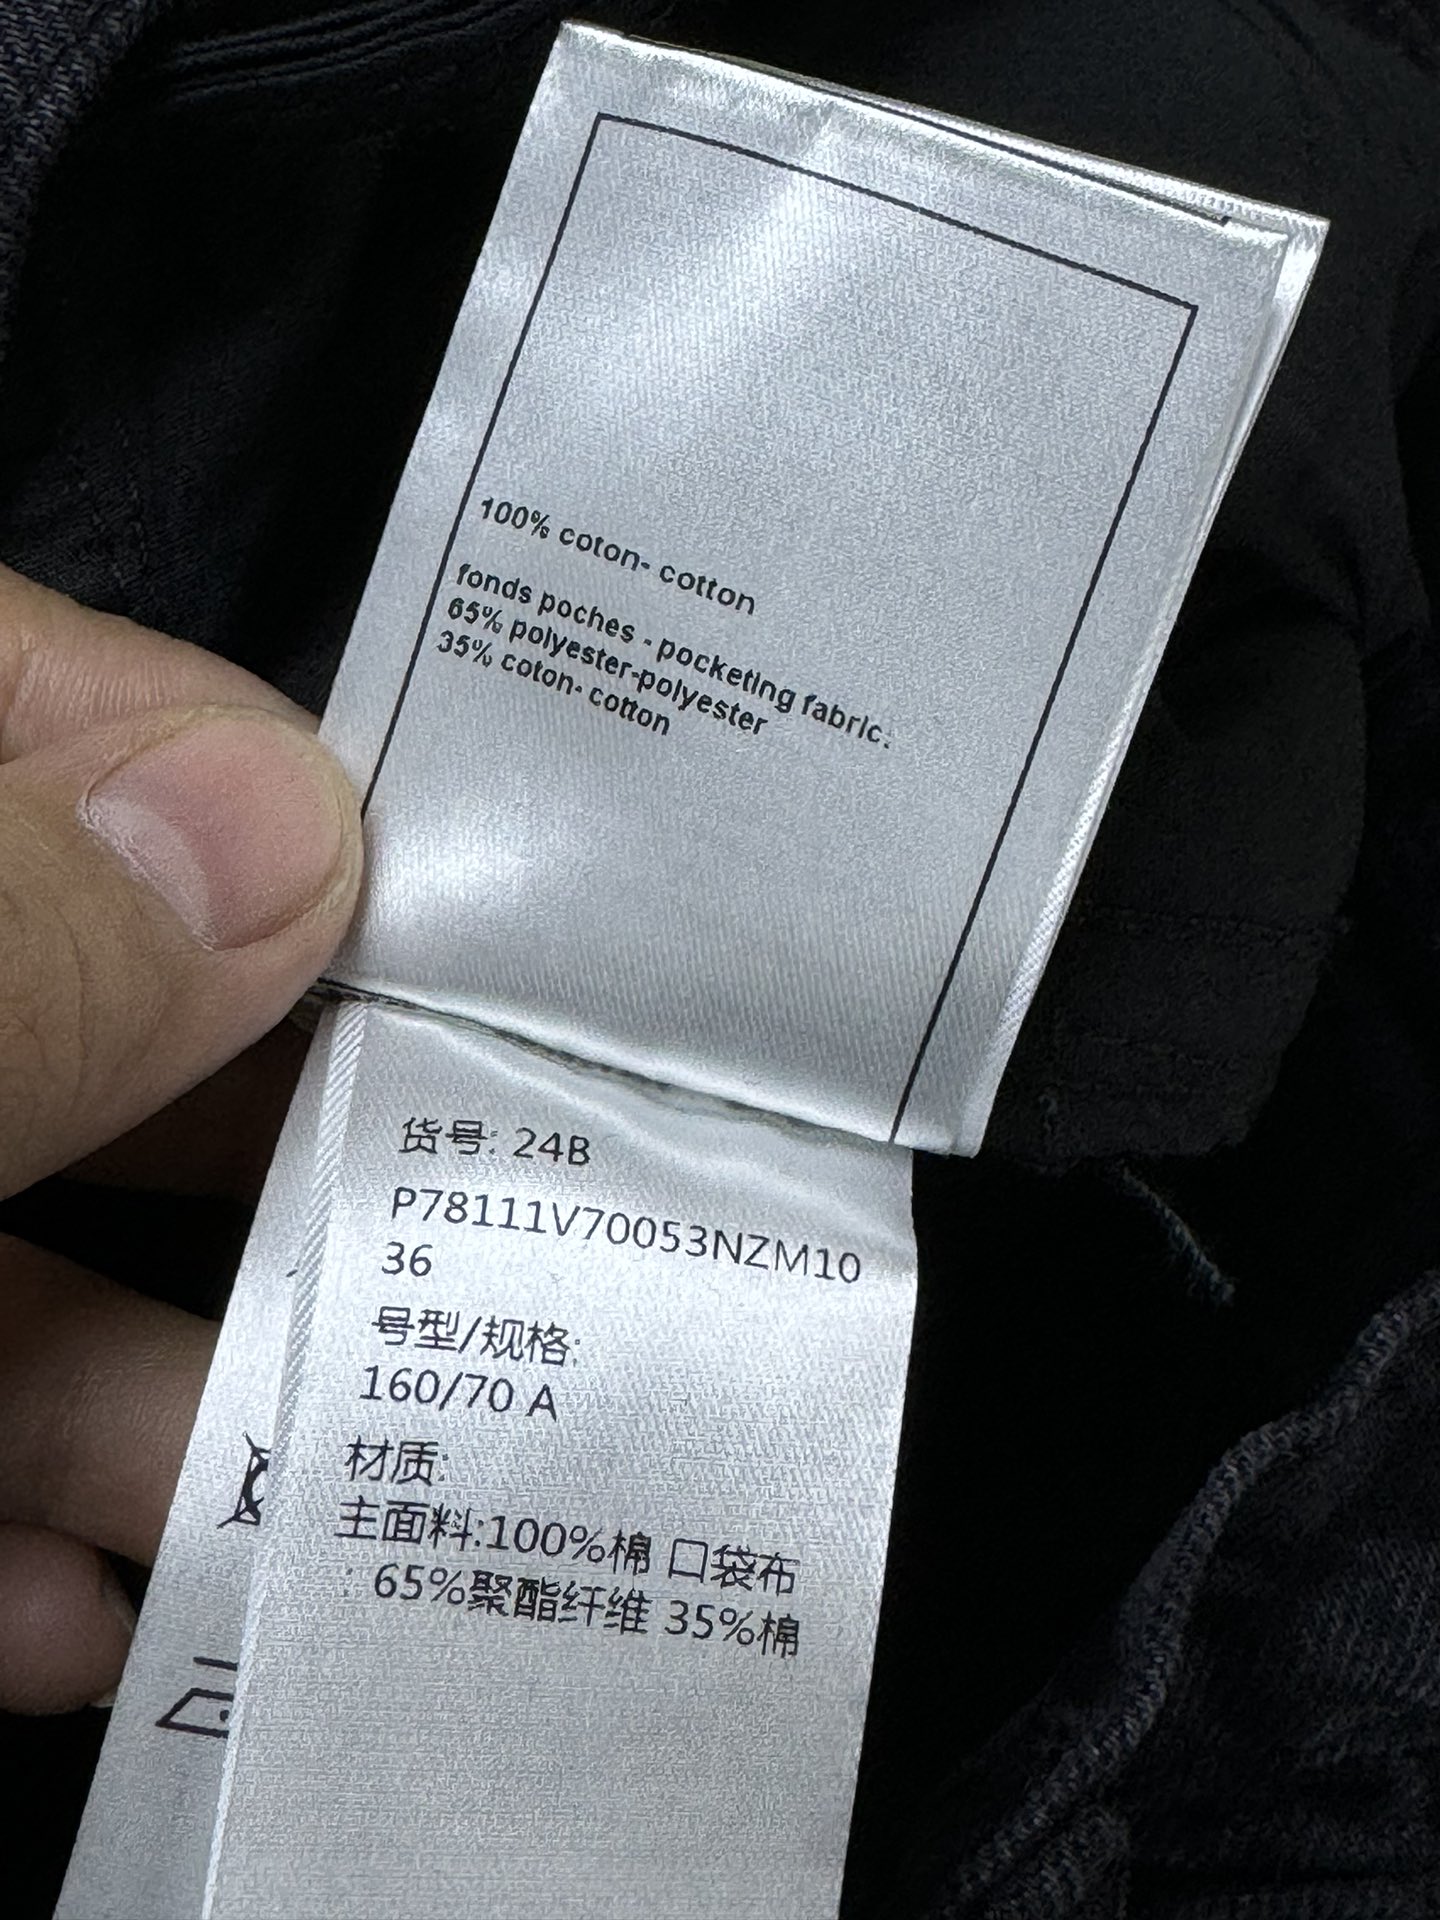 100% coton- cotton
fonds poches - pocketing fabric:
65% polyester-polyester
35% coton- cotton
货号: 24B
P78111V70053NZM10
36
号型/规格:
160/70 A
材质:
主面料:100%棉 口袋布
: 65%聚酯纤维 35%棉